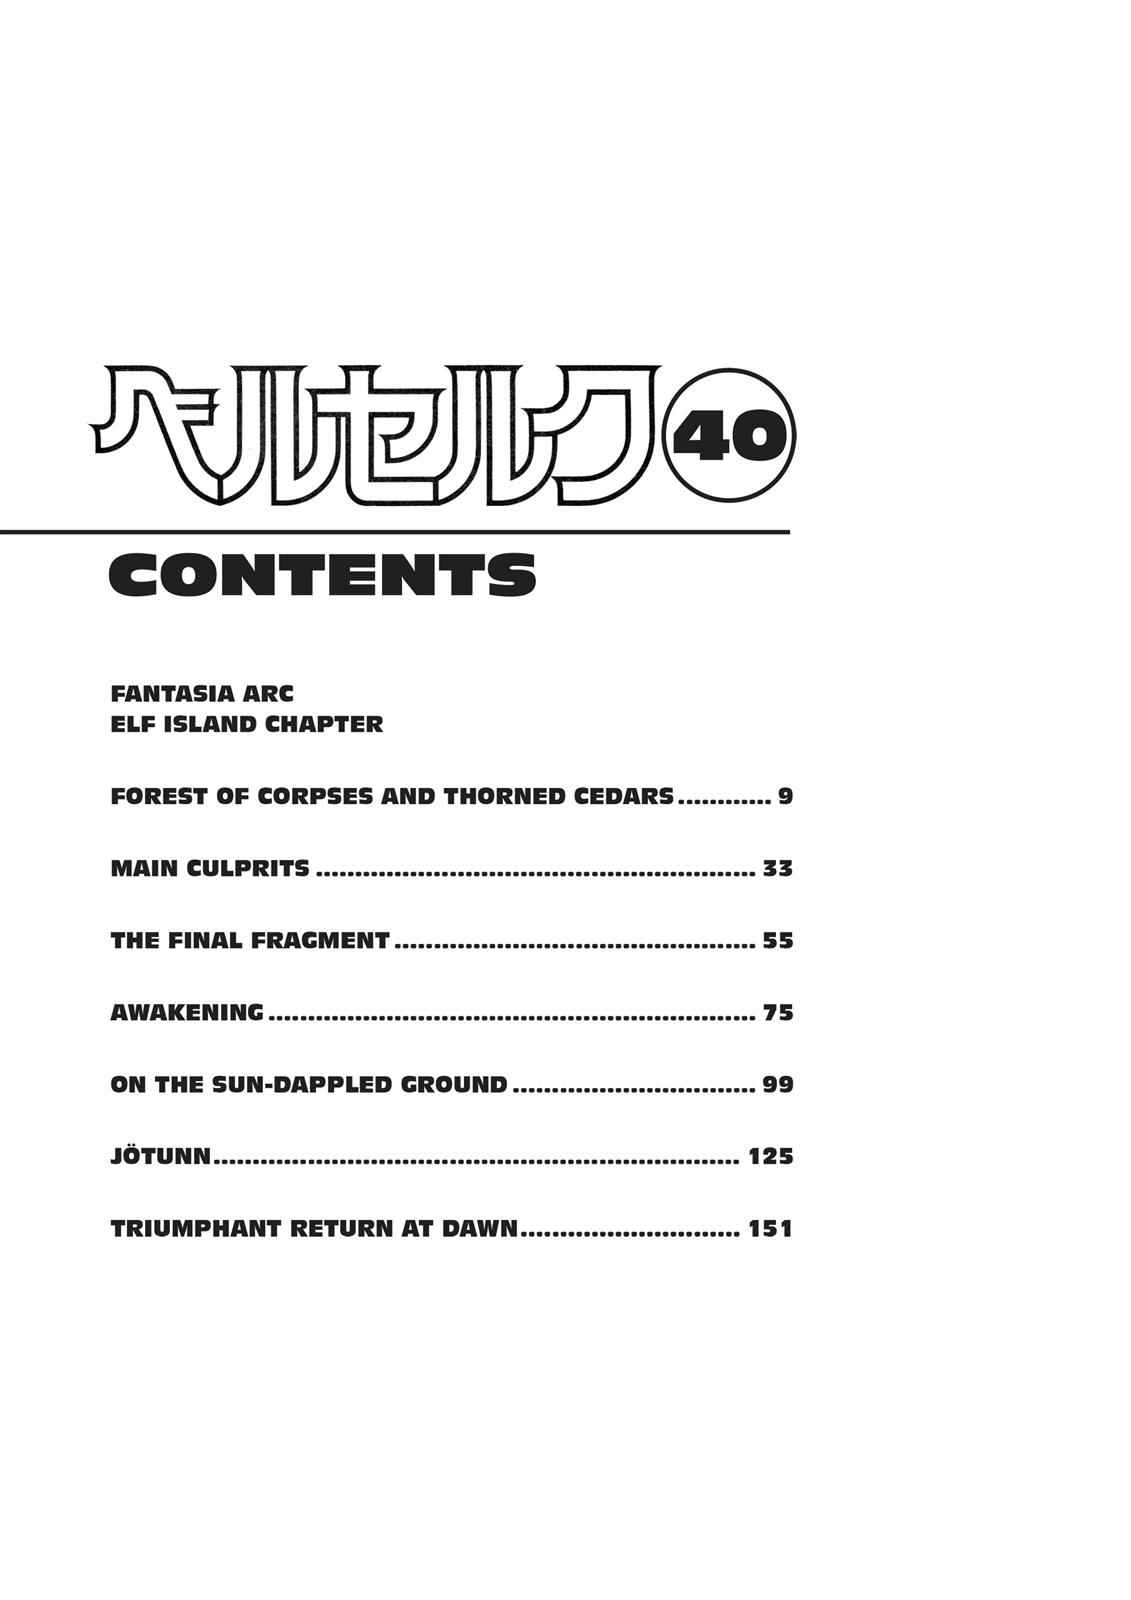 ベルセルク 40
CONTENTS
FANTASIA ARC
ELF ISLAND CHAPTER
FOREST OF CORPSES AND THORNED CEDARS............ 9
MAIN CULPRITS ........................................................ 33
THE FINAL FRAGMENT .............................................. 55
AWAKENING .............................................................. 75
ON THE SUN-DAPPLED GROUND ............................... 99
JÖTUNN................................................................... 125
TRIUMPHANT RETURN AT DAWN............................ 151